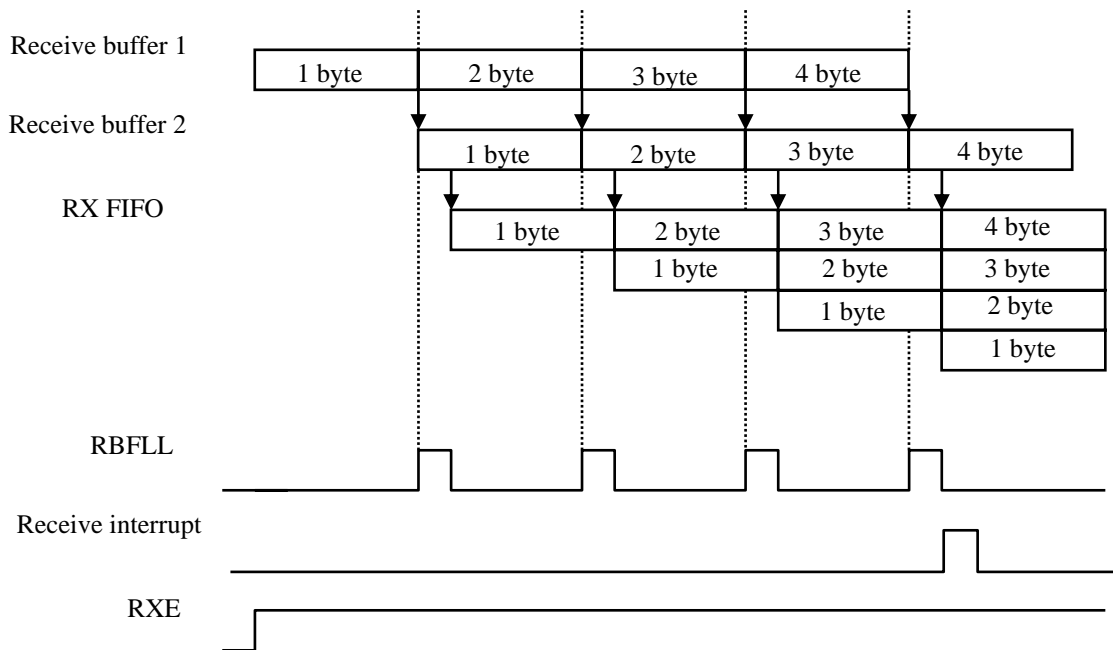 Receive buffer 1
1 byte 2 byte 3 byte 4 byte
Receive buffer 2
1 byte 2 byte 3 byte 4 byte
RX FIFO
1 byte 2 byte 3 byte 4 byte
1 byte 2 byte 3 byte
1 byte 2 byte
1 byte
RBFLL
Receive interrupt
RXE